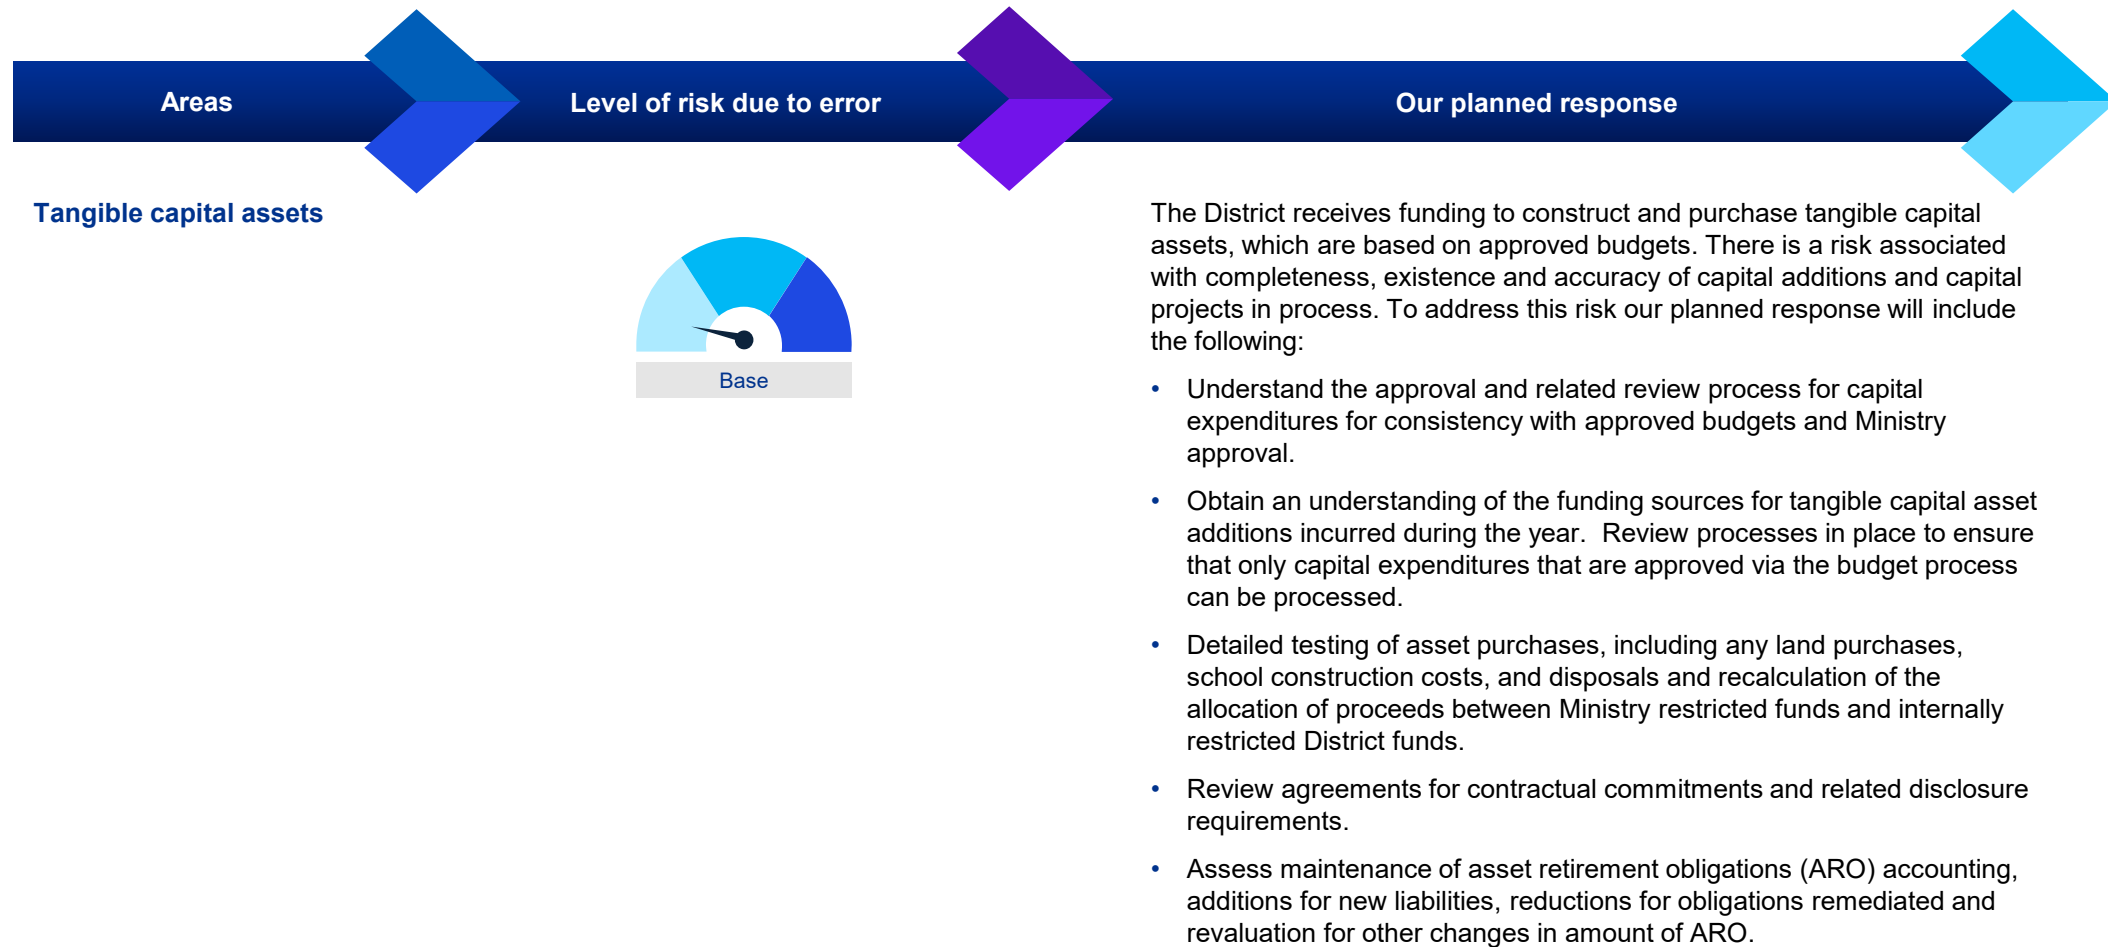 Areas
Level of risk due to error
Our planned response
Tangible capital assets
Base
The District receives funding to construct and purchase tangible capital
assets, which are based on approved budgets. There is a risk associated
with completeness, existence and accuracy of capital additions and capital
projects in process. To address this risk our planned response will include
the following:
• Understand the approval and related review process for capital
expenditures for consistency with approved budgets and Ministry
approval.
• Obtain an understanding of the funding sources for tangible capital asset
additions incurred during the year.  Review processes in place to ensure
that only capital expenditures that are approved via the budget process
can be processed.
• Detailed testing of asset purchases, including any land purchases,
school construction costs, and disposals and recalculation of the
allocation of proceeds between Ministry restricted funds and internally
restricted District funds.
• Review agreements for contractual commitments and related disclosure
requirements.
• Assess maintenance of asset retirement obligations (ARO) accounting,
additions for new liabilities, reductions for obligations remediated and
revaluation for other changes in amount of ARO.